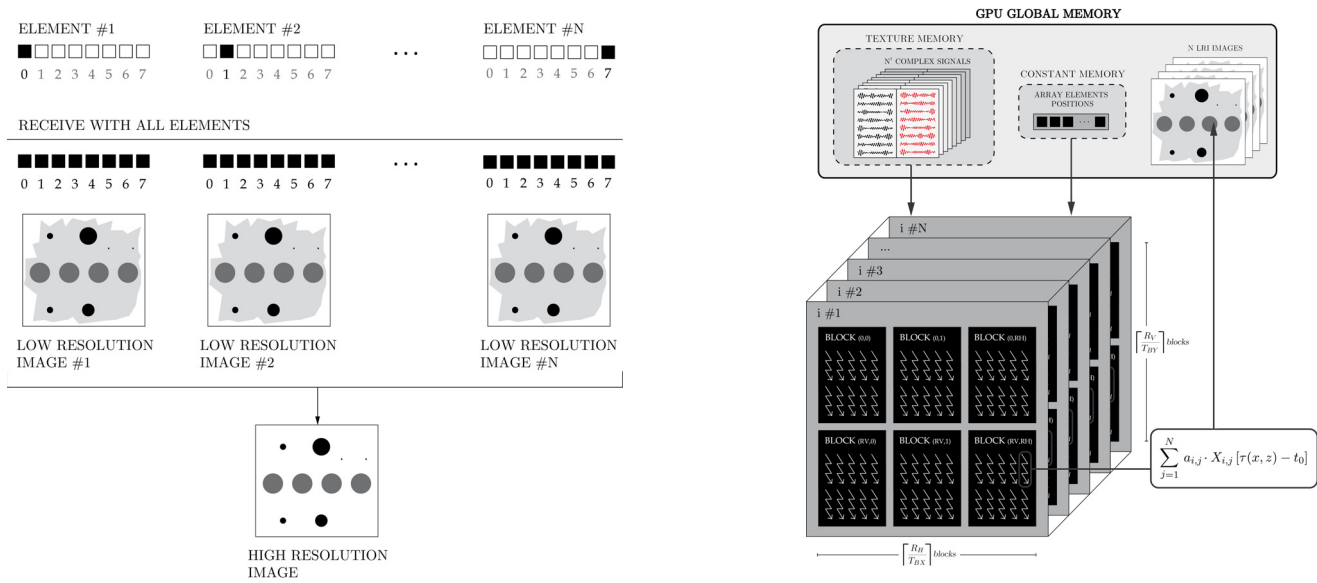 ELEMENT #1
ELEMENT #2
ELEMENT #N
...
0 1 2 3 4 5 6 7
0 1 2 3 4 5 6 7
0 1 2 3 4 5 6 7
RECEIVE WITH ALL ELEMENTS
...
0 1 2 3 4 5 6 7
0 1 2 3 4 5 6 7
0 1 2 3 4 5 6 7
LOW RESOLUTION
IMAGE #1
LOW RESOLUTION
IMAGE #2
LOW RESOLUTION
IMAGE #N
HIGH RESOLUTION
IMAGE
GPU GLOBAL MEMORY
TEXTURE MEMORY
N² COMPLEX SIGNALS
CONSTANT MEMORY
ARRAY ELEMENTS
POSITIONS
...
N LRI IMAGES
i #N
...
i #3
i #2
i #1
BLOCK (0,0)
BLOCK (0,1)
BLOCK (0,RH)
BLOCK (RV,0)
BLOCK (RV,1)
BLOCK (RV,RH)
⌈R_V/T_BY⌉ blocks
∑_{j=1}^{N} a_{i,j} · X_{i,j} [τ(x, z) − t_0]
⌈R_H/T_BX⌉ blocks